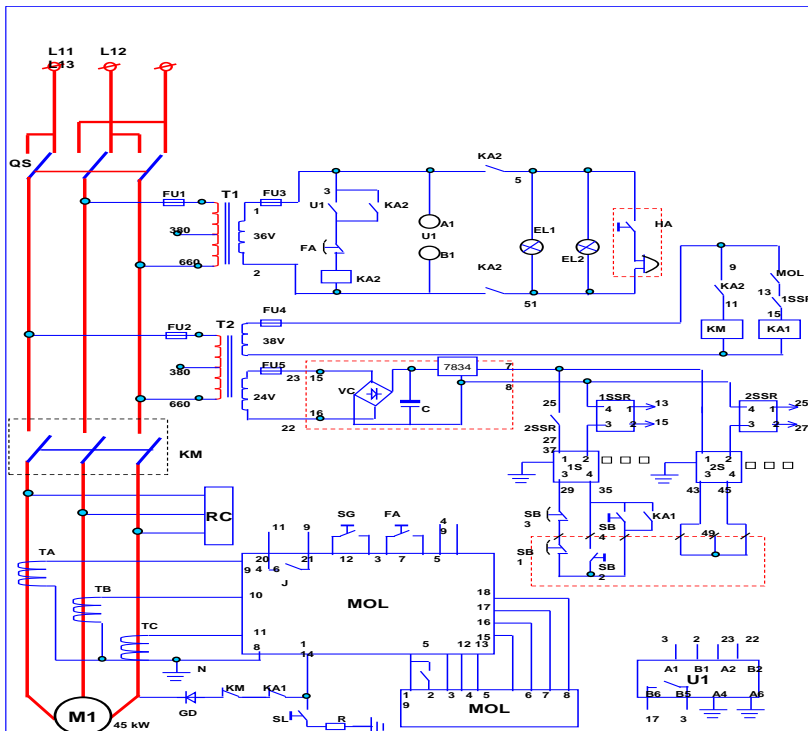 L11 L12
L13
QS
FU1 T1 FU3
1
380 36V
660 2
3
U1 KA2
FA
KA2
A1
U1
B1
KA2
5
EL1 EL2 HA
KA2
51
9 MOL
KA2 13 1SSR
11 15
KM KA1
FU2 T2 FU4
38V
380 FU5
23 15
660 24V
22 16
VC C
7834 7
8
25 1SSR 13 2SSR 25
4 1 4 1
2SSR 3 2 15 3 2 27
27
37
1 2 1 2
1S □ □ □ 2S □ □ □
3 4 3 4
29 35 43 45
SB KA1
3 SB
4 49
SB
1 SB
2
KM
RC
TA 11 9 SG FA 4
9
20 21 12 3 7 5
9 4 6
J
TB 10 MOL 18
17
16
TC 11 15
8 1 5 12 13
14
N
KM KA1
GD
SL R
1 2 3 4 5 6 7 8
9 MOL
M1 45 kW
3 2 23 22
A1 B1 A2 B2
U1
B6 B5 A4 A6
17 3